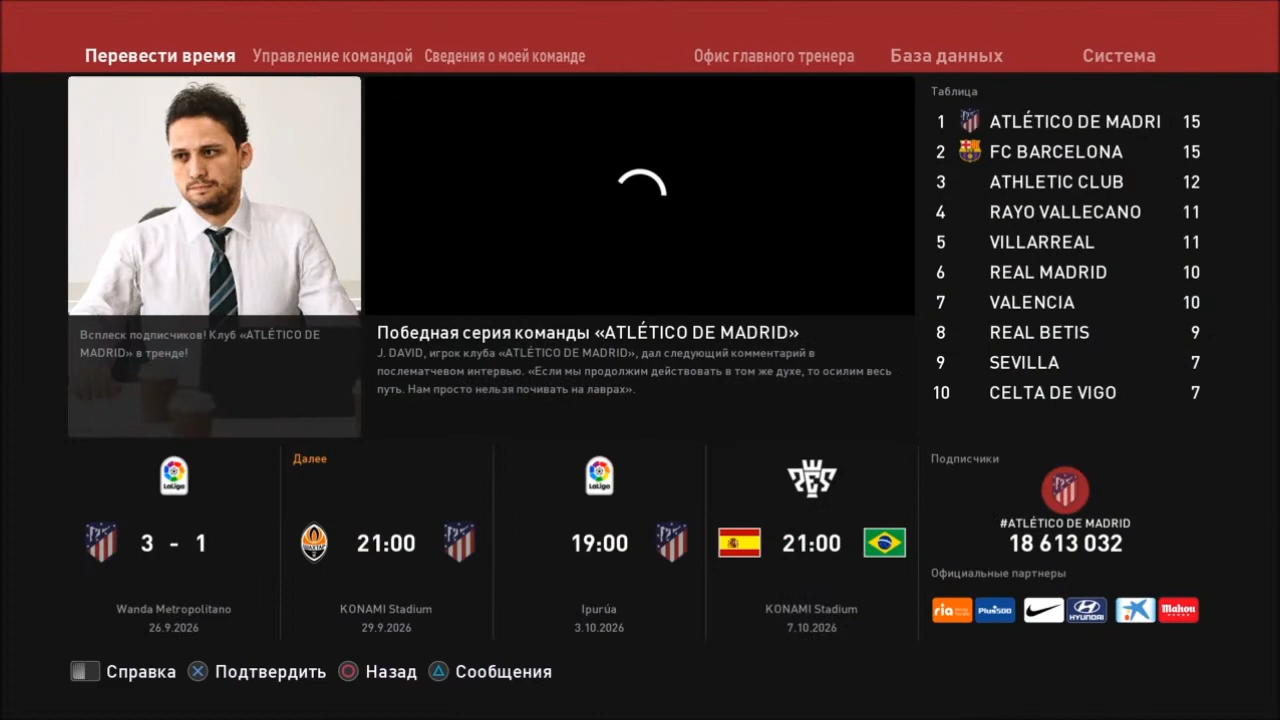 Перевести время
Управление командой
Сведения о моей команде
Офис главного тренера
База данных
Система
Всплеск подписчиков! Клуб «ATLÉTICO DE
MADRID» в тренде!
Победная серия команды «ATLÉTICO DE MADRID»
J. DAVID, игрок клуба «ATLÉTICO DE MADRID», дал следующий комментарий в
послематчевом интервью. «Если мы продолжим действовать в том же духе, то осилим весь
путь. Нам просто нельзя почивать на лаврах».
Таблица
1 ATLÉTICO DE MADRI 15
2 FC BARCELONA 15
3 ATHLETIC CLUB 12
4 RAYO VALLECANO 11
5 VILLARREAL 11
6 REAL MADRID 10
7 VALENCIA 10
8 REAL BETIS 9
9 SEVILLA 7
10 CELTA DE VIGO 7
LaLiga
3 - 1
Wanda Metropolitano
26.9.2026
Далее
21:00
KONAMI Stadium
29.9.2026
LaLiga
19:00
Ipurúa
3.10.2026
PES
21:00
KONAMI Stadium
7.10.2026
Подписчики
#ATLÉTICO DE MADRID
18 613 032
Официальные партнеры
ria
Plus500
HYUNDAI
Mahou
Справка
Подтвердить
Назад
Сообщения